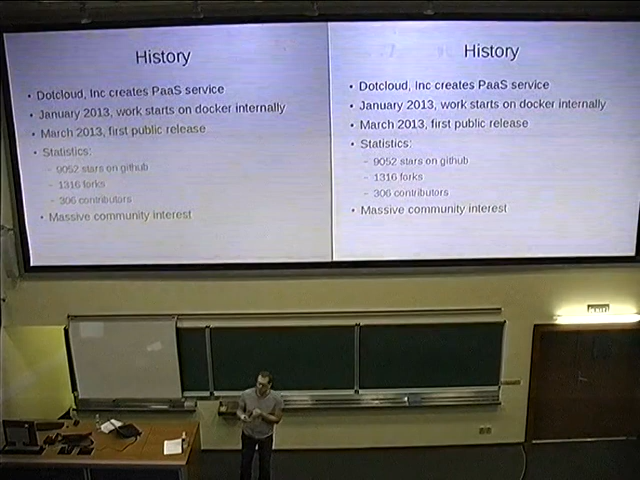 History
• Dotcloud, Inc creates PaaS service
• January 2013, work starts on docker internally
• March 2013, first public release
• Statistics:
– 9052 stars on github
– 1316 forks
– 306 contributors
• Massive community interest
History
• Dotcloud, Inc creates PaaS service
• January 2013, work starts on docker internally
• March 2013, first public release
• Statistics:
– 9052 stars on github
– 1316 forks
– 306 contributors
• Massive community interest